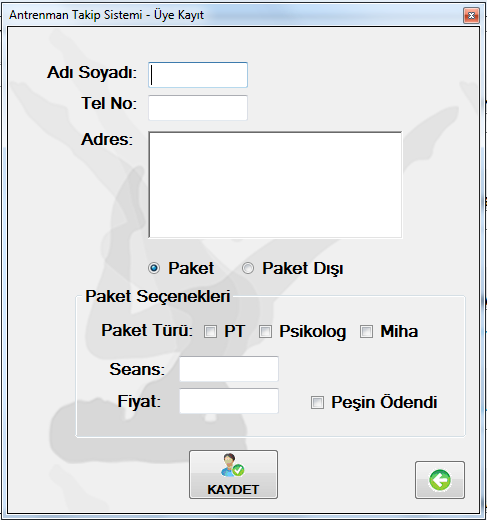 Antrenman Takip Sistemi - Üye Kayıt
Adı Soyadı:
Tel No:
Adres:
Paket Paket Dışı
Paket Seçenekleri
Paket Türü: PT Psikolog Miha
Seans:
Fiyat: Peşin Ödendi
KAYDET